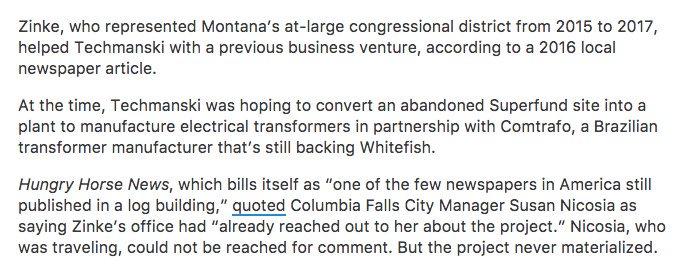 Zinke, who represented Montana’s at-large congressional district from 2015 to 2017,
helped Techmanski with a previous business venture, according to a 2016 local
newspaper article.
At the time, Techmanski was hoping to convert an abandoned Superfund site into a
plant to manufacture electrical transformers in partnership with Comtrafo, a Brazilian
transformer manufacturer that’s still backing Whitefish.
Hungry Horse News, which bills itself as “one of the few newspapers in America still
published in a log building,” quoted Columbia Falls City Manager Susan Nicosia as
saying Zinke’s office had “already reached out to her about the project.” Nicosia, who
was traveling, could not be reached for comment. But the project never materialized.